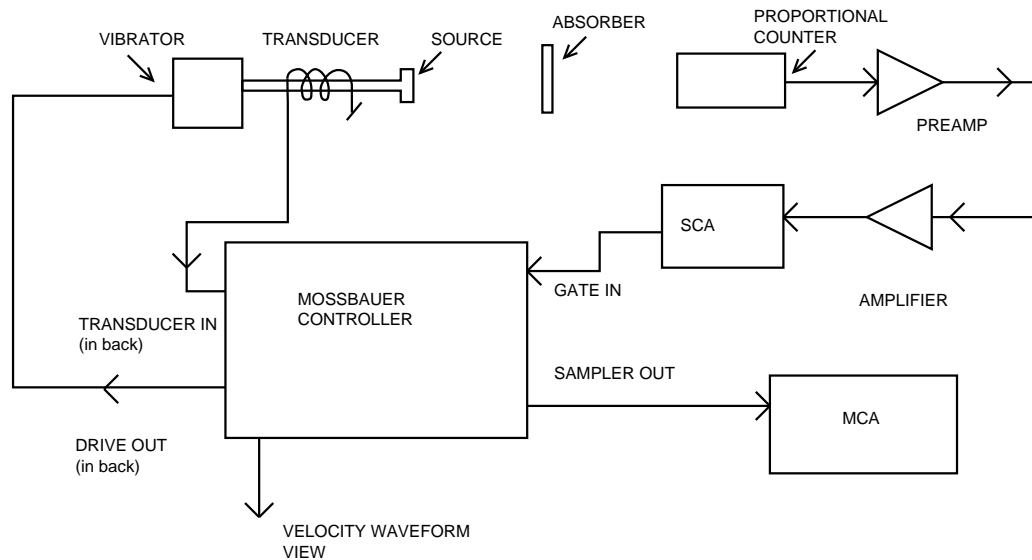 VIBRATOR
TRANSDUCER
SOURCE
ABSORBER
PROPORTIONAL
COUNTER
PREAMP
SCA
AMPLIFIER
GATE IN
MOSSBAUER
CONTROLLER
TRANSDUCER IN
(in back)
SAMPLER OUT
MCA
DRIVE OUT
(in back)
VELOCITY WAVEFORM
VIEW